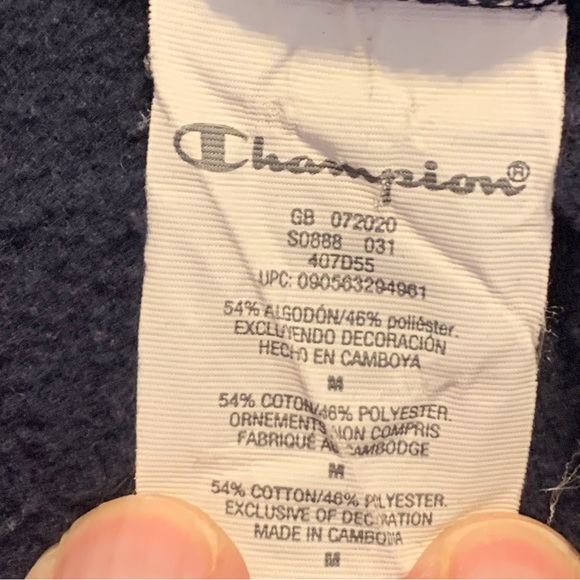 Champion®
GB 072020
S0888 031
407D55
UPC: 090563294961
54% ALGODÓN/46% poliéster.
EXCLUYENDO DECORACIÓN
HECHO EN CAMBOYA
M
54% COTON/46% POLYESTER.
ORNEMENTS NON COMPRIS
FABRIQUÉ AU CAMBODGE
M
54% COTTON/46% POLYESTER.
EXCLUSIVE OF DECORATION
MADE IN CAMBODIA
M